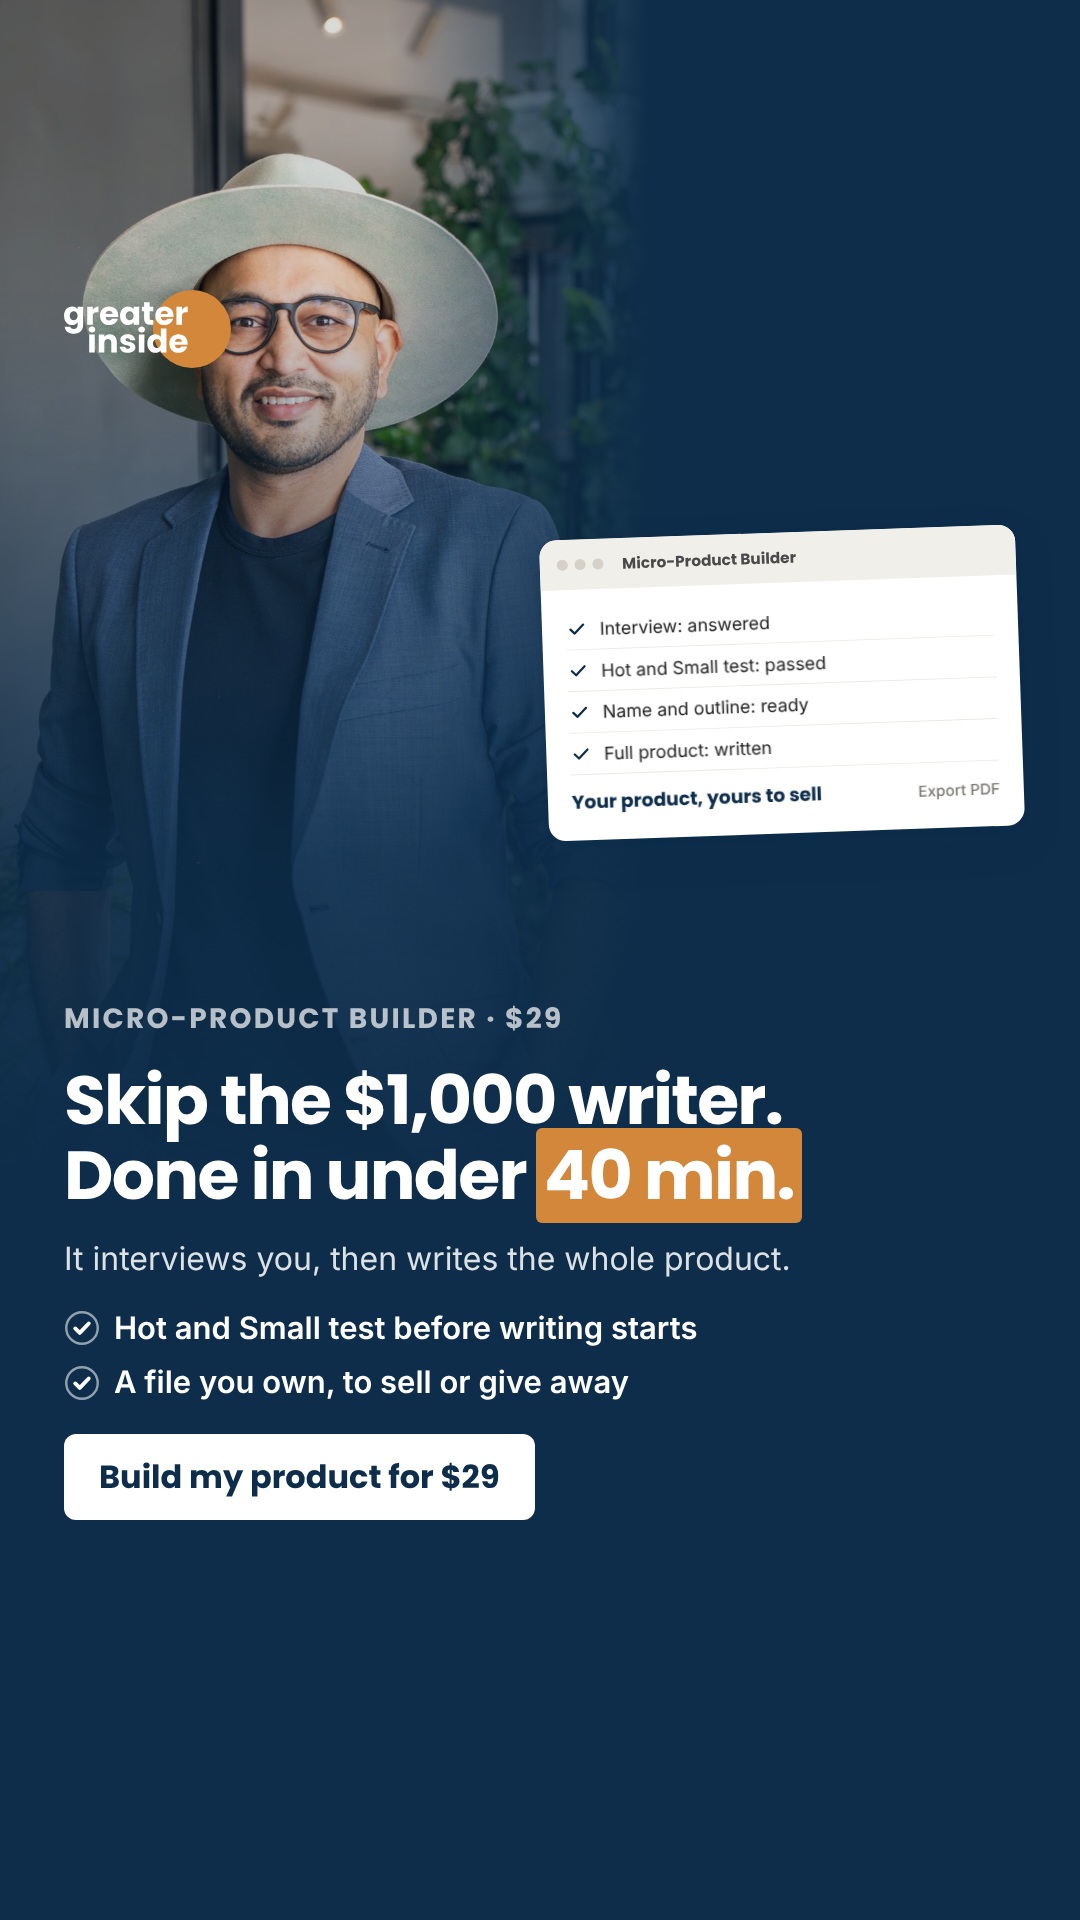 greater
inside
Micro-Product Builder
Interview: answered
Hot and Small test: passed
Name and outline: ready
Full product: written
Your product, yours to sell
Export PDF
MICRO-PRODUCT BUILDER · $29
Skip the $1,000 writer.
Done in under 40 min.
It interviews you, then writes the whole product.
Hot and Small test before writing starts
A file you own, to sell or give away
Build my product for $29